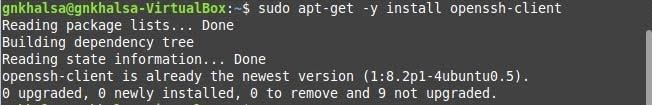 gnkhalsa@gnkhalsa-VirtualBox:~$ sudo apt-get -y install openssh-client
Reading package lists... Done
Building dependency tree
Reading state information... Done
openssh-client is already the newest version (1:8.2p1-4ubuntu0.5).
0 upgraded, 0 newly installed, 0 to remove and 9 not upgraded.